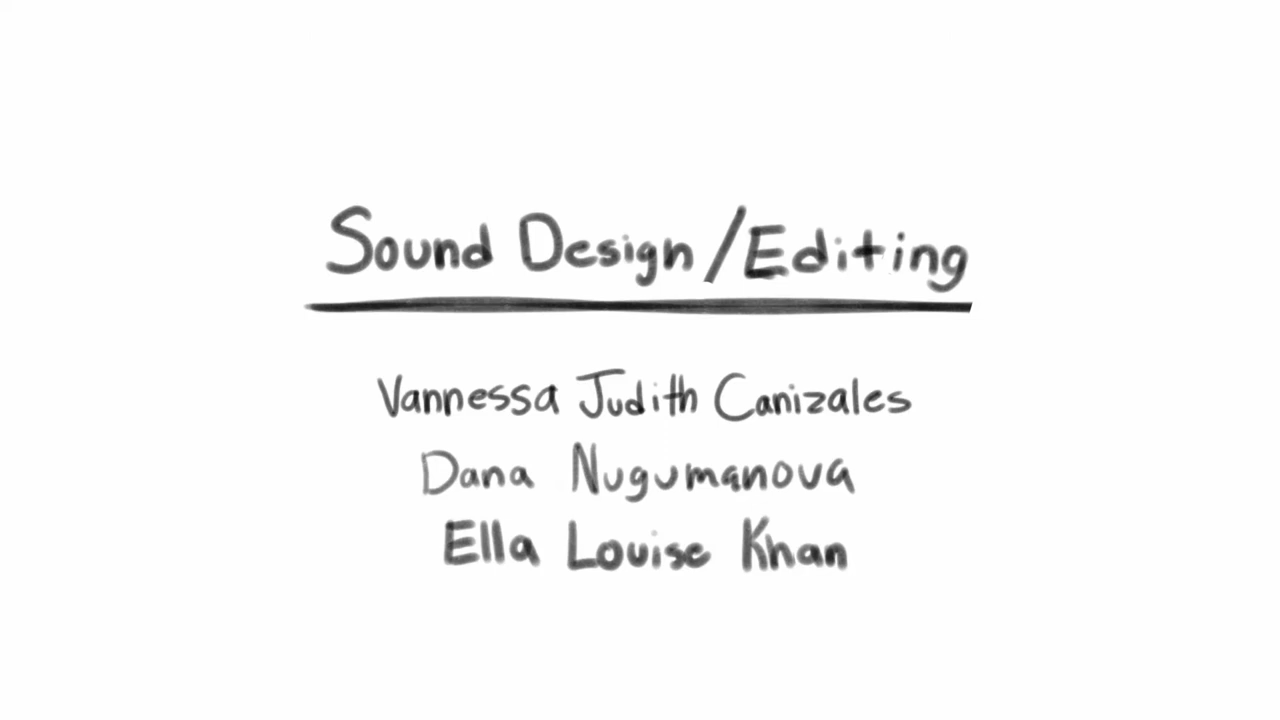 Sound Design/Editing
Vannessa Judith Canizales
Dana Nugumanova
Ella Louise Khan